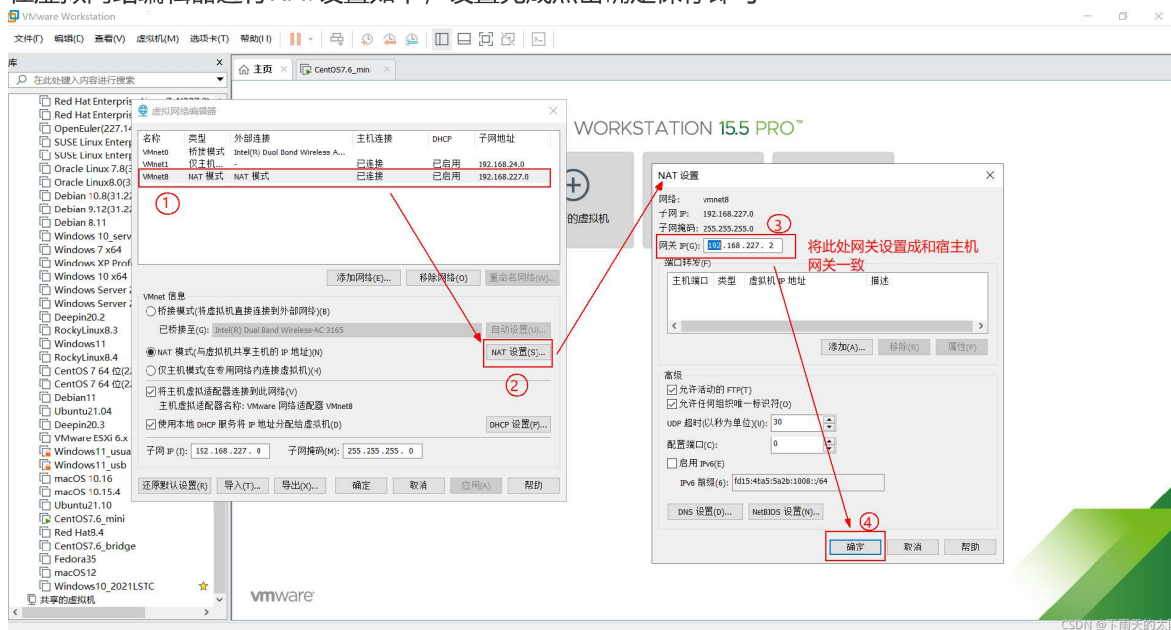 VMware Workstation
文件(F) 编辑(E) 查看(V) 虚拟机(M) 选项卡(T) 帮助(H)
库 ×
在此处键入内容进行搜索
主页 × CentOS7.6_mini ×
Red Hat Enterpris
Red Hat Enterpris
OpenEuler(227.14
SUSE Linux Enterp
SUSE Linux Enterp
Oracle Linux 7.8(3
Oracle Linux8.0(3
Debian 10.8(31.22
Debian 9.12(31.22
Debian 8.11
Windows 10_serv
Windows 7 x64
Windows XP Prof
Windows 10 x64
Windows Server 2
Windows Server 2
Deepin20.2
RockyLinux8.3
Windows11
RockyLinux8.4
CentOS 7 64 位(2
CentOS 7 64 位(2
Debian11
Ubuntu21.04
Deepin20.3
VMware ESXi 6.x
Windows11_usua
Windows11_usb
macOS 10.16
macOS 10.15.4
Ubuntu21.10
CentOS7.6_mini
Red Hat8.4
CentOS7.6_bridge
Fedora35
macOS12
Windows10_2021LSTC
共享的虚拟机
WORKSTATION 15.5 PRO™
的虚拟机
vmware
虚拟网络编辑器 ×
名称 类型 外部连接 主机连接 DHCP 子网地址
VMnet0 桥接模式 Intel(R) Dual Band Wireless A... - - -
VMnet1 仅主机... - 已连接 已启用 192.168.24.0
VMnet8 NAT 模式 NAT 模式 已连接 已启用 192.168.227.0
①
添加网络(E)... 移除网络(O) 重命名网络(W)...
VMnet 信息
桥接模式(将虚拟机直接连接到外部网络)(B)
已桥接至(G): Intel(R) Dual Band Wireless-AC 3165 自动设置(U)...
NAT 模式(与虚拟机共享主机的 IP 地址)(N) NAT 设置(S)...
仅主机模式(在专用网络内连接虚拟机)(H)
②
将主机虚拟适配器连接到此网络(V)
主机虚拟适配器名称: VMware 网络适配器 VMnet8
使用本地 DHCP 服务将 IP 地址分配给虚拟机(D) DHCP 设置(P)...
子网 IP (I): 192.168.227. 0 子网掩码(M): 255.255.255. 0
还原默认设置(R) 导入(T)... 导出(X)... 确定 取消 应用(A) 帮助
NAT 设置 ×
网络: vmnet8
子网 IP: 192.168.227.0
子网掩码: 255.255.255.0
③
网关 IP(G): 192.168.227. 2
将此处网关设置成和宿主机
网关一致
端口转发(F)
主机端口 类型 虚拟机 IP 地址 描述
添加(A)... 移除(R) 属性(P)
高级
允许活动的 FTP(T)
允许任何组织唯一标识符(O)
UDP 超时(以秒为单位)(U): 30
配置端口(C): 0
启用 IPv6(E)
IPv6 前缀(6): fd15:4ba5:5a2b:1008::/64
DNS 设置(D)... NetBIOS 设置(N)...
④
确定 取消 帮助
CSDN @下雨天的太